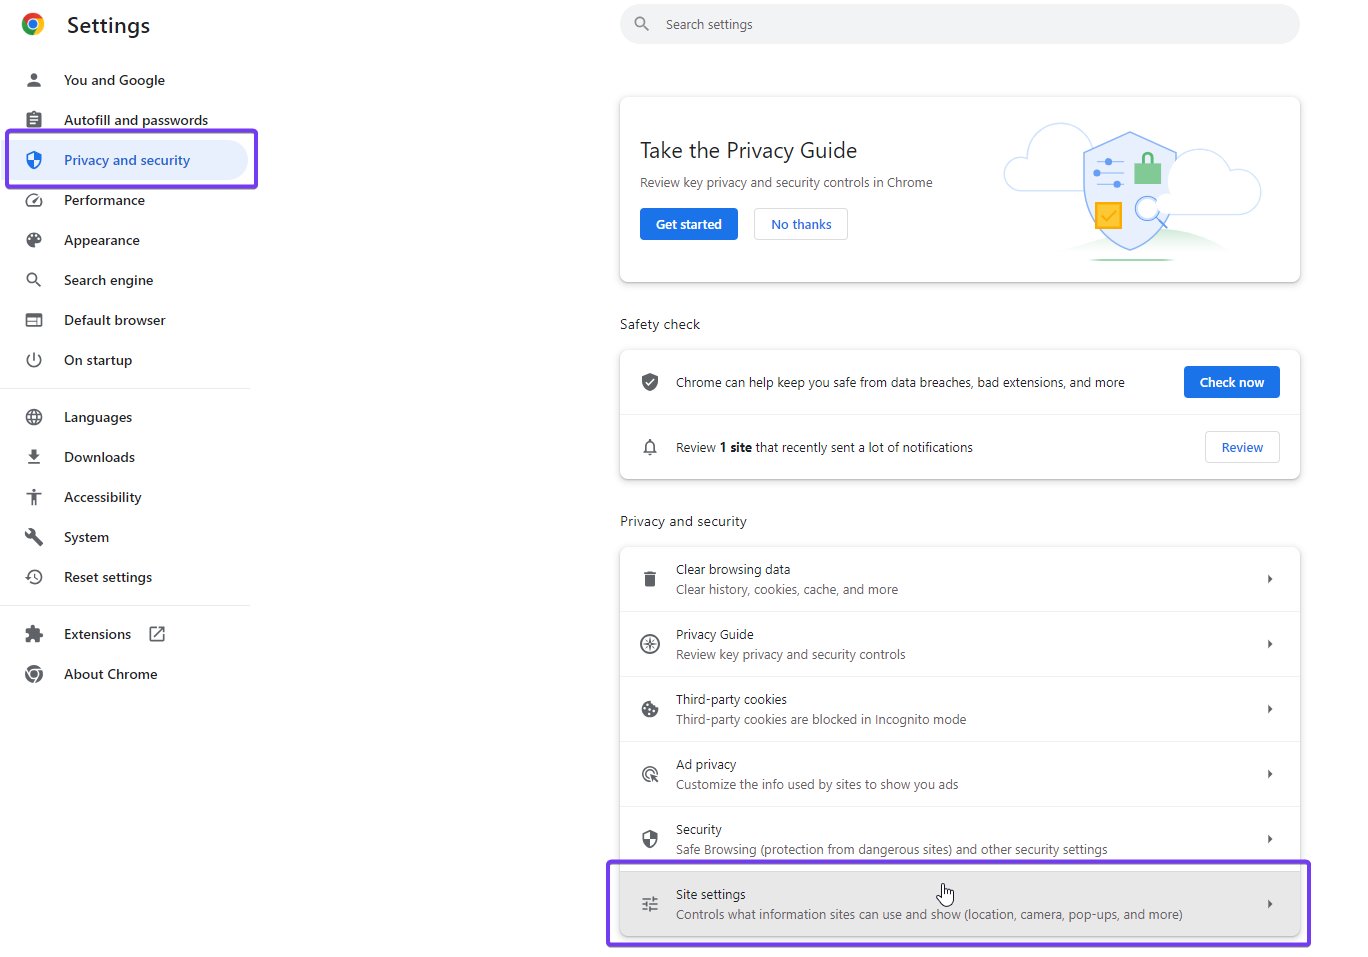 Settings
Search settings
You and Google
Autofill and passwords
Privacy and security
Performance
Appearance
Search engine
Default browser
On startup
Languages
Downloads
Accessibility
System
Reset settings
Extensions
About Chrome
Take the Privacy Guide
Review key privacy and security controls in Chrome
Get started
No thanks
Safety check
Chrome can help keep you safe from data breaches, bad extensions, and more
Check now
Review 1 site that recently sent a lot of notifications
Review
Privacy and security
Clear browsing data
Clear history, cookies, cache, and more
Privacy Guide
Review key privacy and security controls
Third-party cookies
Third-party cookies are blocked in Incognito mode
Ad privacy
Customize the info used by sites to show you ads
Security
Safe Browsing (protection from dangerous sites) and other security settings
Site settings
Controls what information sites can use and show (location, camera, pop-ups, and more)